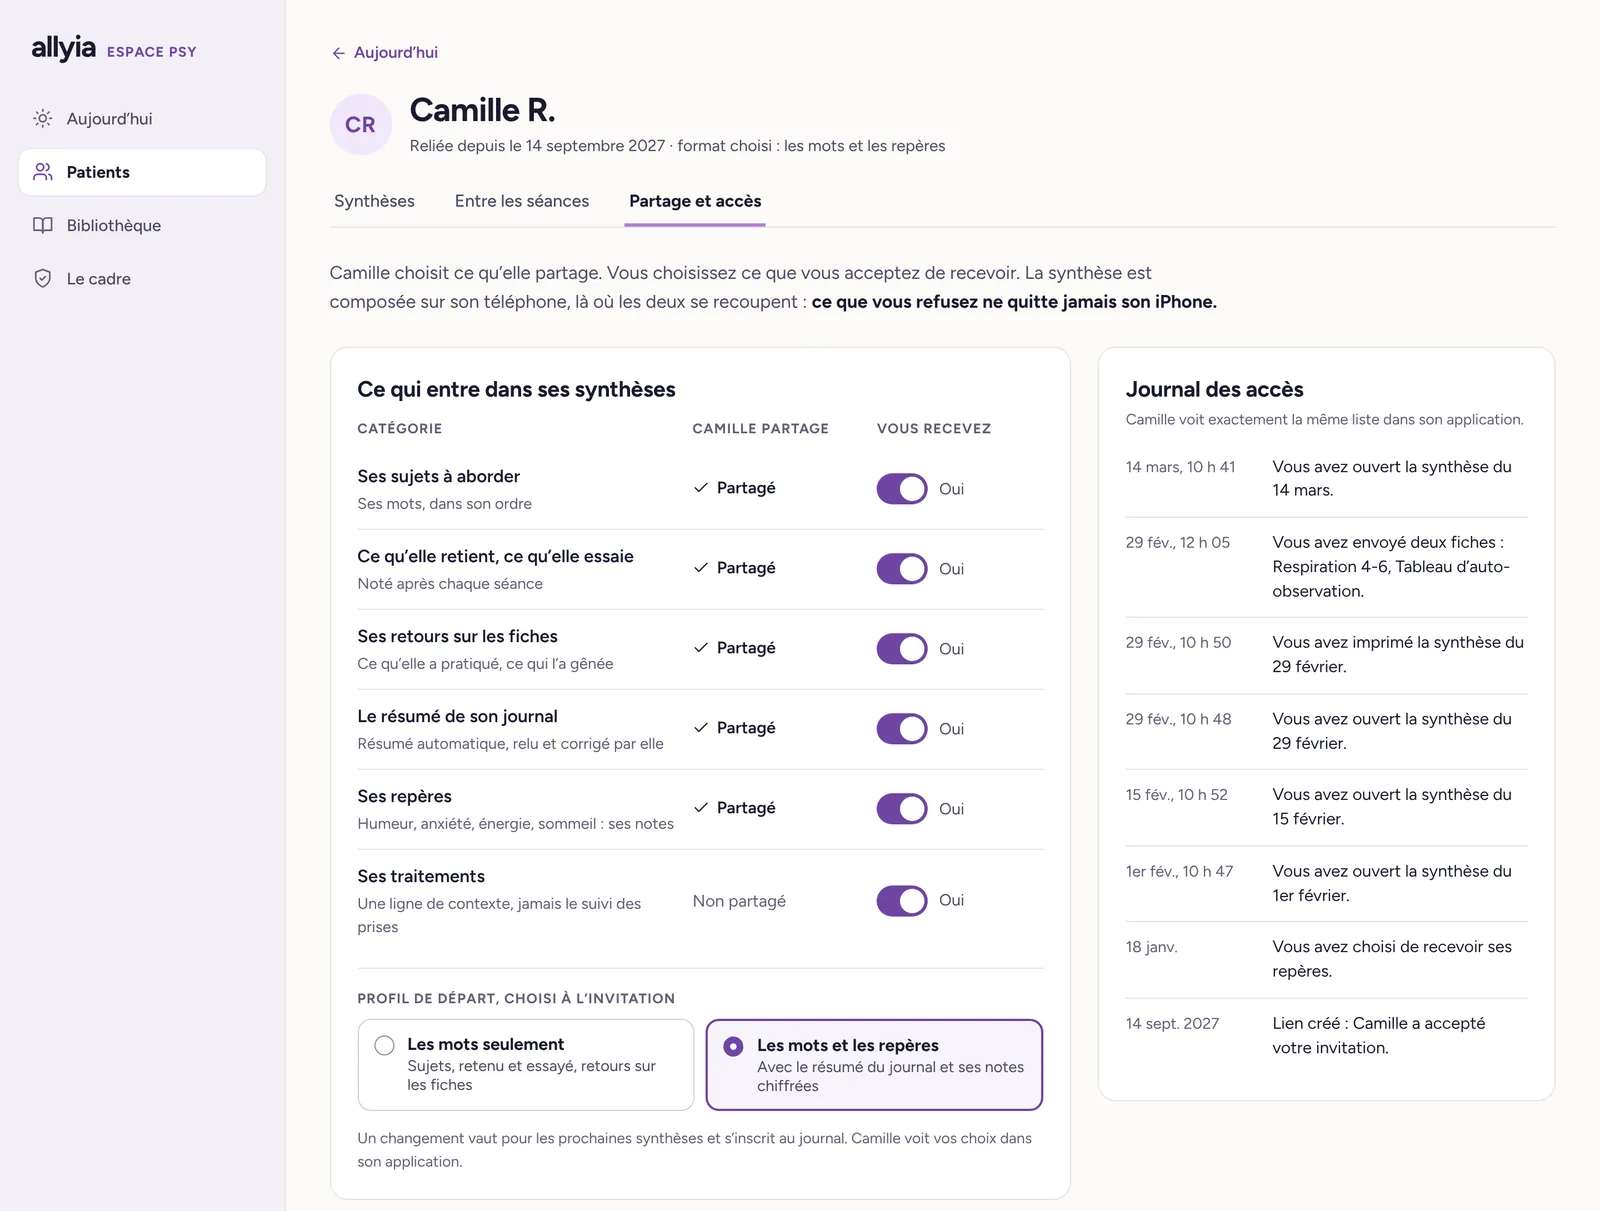 allyia ESPACE PSY
Aujourd’hui
Patients
Bibliothèque
Le cadre
Aujourd’hui
CR
Camille R.
Reliée depuis le 14 septembre 2027 · format choisi : les mots et les repères
Synthèses
Entre les séances
Partage et accès
Camille choisit ce qu’elle partage. Vous choisissez ce que vous acceptez de recevoir. La synthèse est
composée sur son téléphone, là où les deux se recoupent : ce que vous refusez ne quitte jamais son iPhone.
Ce qui entre dans ses synthèses
CATÉGORIE CAMILLE PARTAGE VOUS RECEVEZ
Ses sujets à aborder
Ses mots, dans son ordre
Partagé
Oui
Ce qu’elle retient, ce qu’elle essaie
Noté après chaque séance
Partagé
Oui
Ses retours sur les fiches
Ce qu’elle a pratiqué, ce qui l’a gênée
Partagé
Oui
Le résumé de son journal
Résumé automatique, relu et corrigé par elle
Partagé
Oui
Ses repères
Humeur, anxiété, énergie, sommeil : ses notes
Partagé
Oui
Ses traitements
Une ligne de contexte, jamais le suivi des
prises
Non partagé
Oui
PROFIL DE DÉPART, CHOISI À L’INVITATION
Les mots seulement
Sujets, retenu et essayé, retours sur
les fiches
Les mots et les repères
Avec le résumé du journal et ses notes
chiffrées
Un changement vaut pour les prochaines synthèses et s’inscrit au journal. Camille voit vos choix dans
son application.
Journal des accès
Camille voit exactement la même liste dans son application.
14 mars, 10 h 41
Vous avez ouvert la synthèse du
14 mars.
29 fév., 12 h 05
Vous avez envoyé deux fiches :
Respiration 4-6, Tableau d’auto-
observation.
29 fév., 10 h 50
Vous avez imprimé la synthèse du
29 février.
29 fév., 10 h 48
Vous avez ouvert la synthèse du
29 février.
15 fév., 10 h 52
Vous avez ouvert la synthèse du
15 février.
1er fév., 10 h 47
Vous avez ouvert la synthèse du
1er février.
18 janv.
Vous avez choisi de recevoir ses
repères.
14 sept. 2027
Lien créé : Camille a accepté
votre invitation.